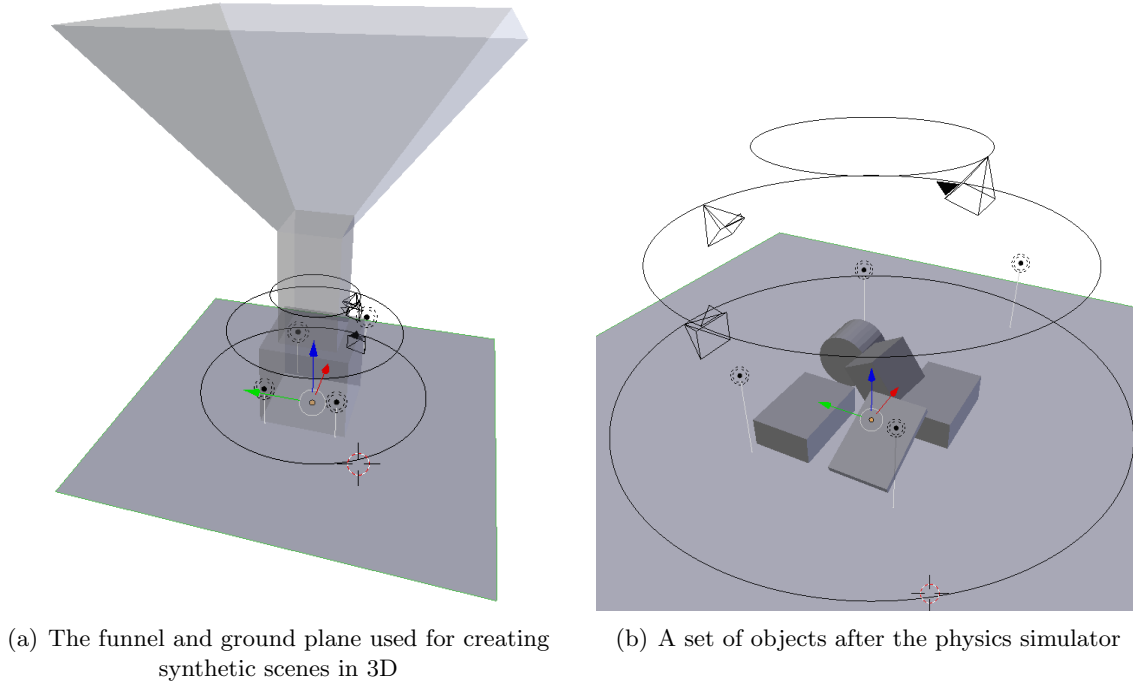 (a) The funnel and ground plane used for creating
synthetic scenes in 3D
(b) A set of objects after the physics simulator